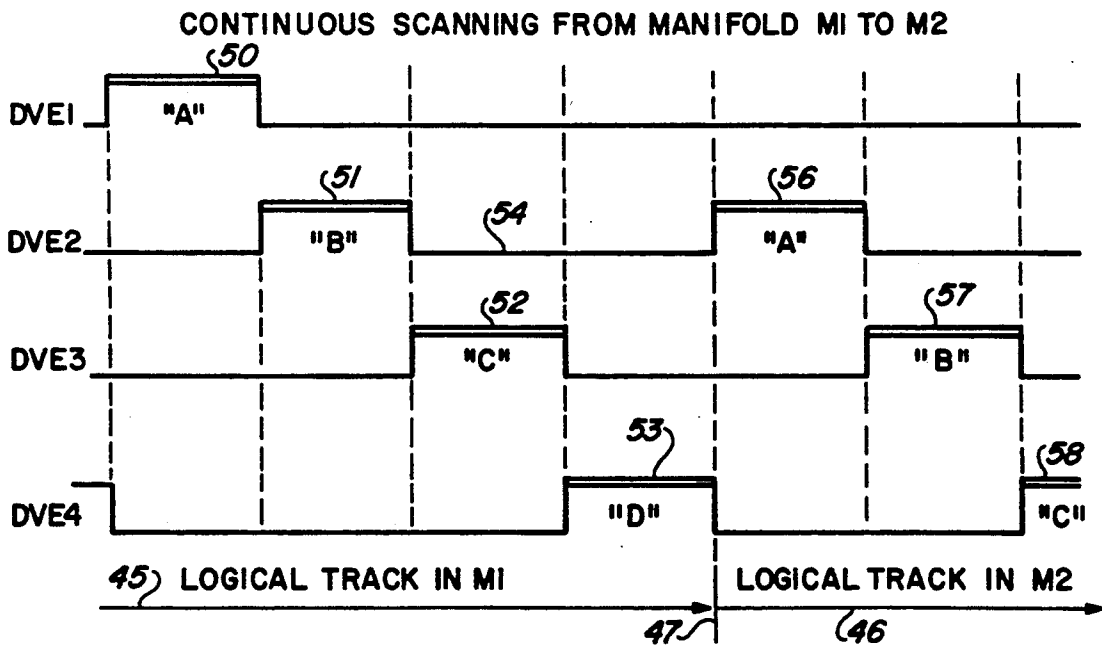 CONTINUOUS SCANNING FROM MANIFOLD M1 TO M2
50
DVE1
"A"
51
56
54
DVE2
"B"
"A"
52
57
DVE3
"C"
"B"
53
58
DVE4
"D"
"C"
45 LOGICAL TRACK IN M1
LOGICAL TRACK IN M2
47
46